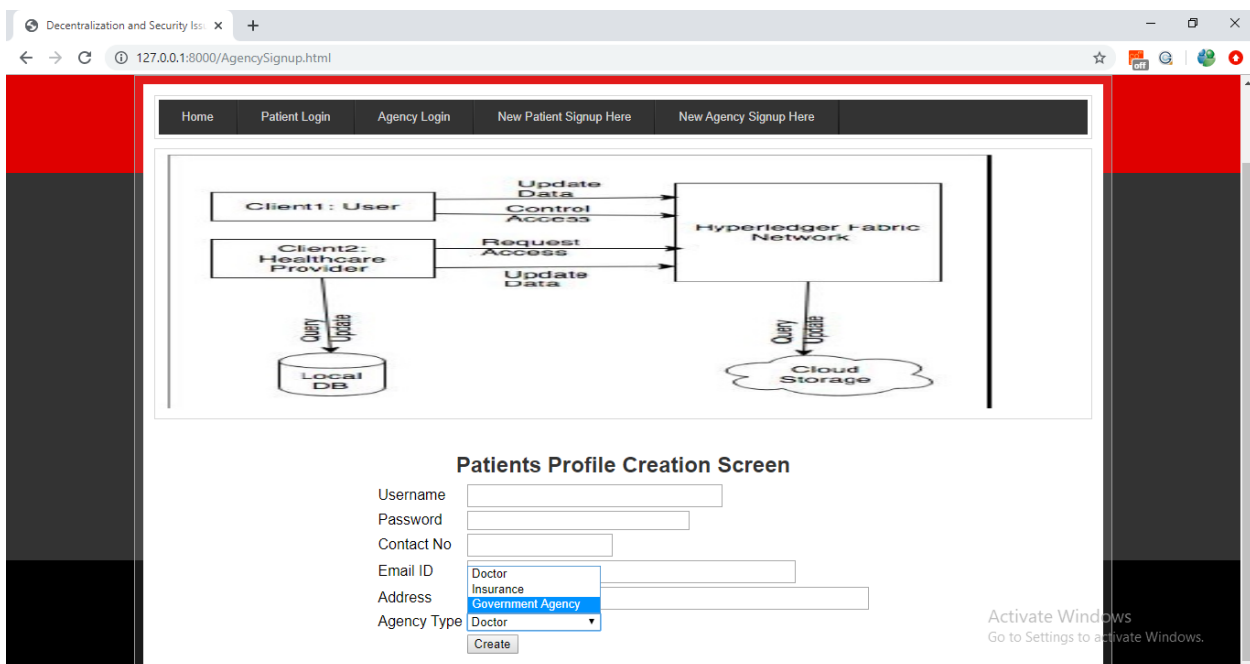 Decentralization and Security Iss
127.0.0.1:8000/AgencySignup.html
off
G
Home Patient Login Agency Login New Patient Signup Here New Agency Signup Here
Update
Data
Client1: User
Control
Access
Hyperledger Fabric
Network
Client2:
Healthcare
Provider
Request
Access
Update
Data
Query
Update
Query
Update
Local
DB
Cloud
Storage
Patients Profile Creation Screen
Username
Password
Contact No
Email ID
Doctor
Insurance
Address
Government Agency
Agency Type Doctor
Create
Activate Windows
Go to Settings to activate Windows.